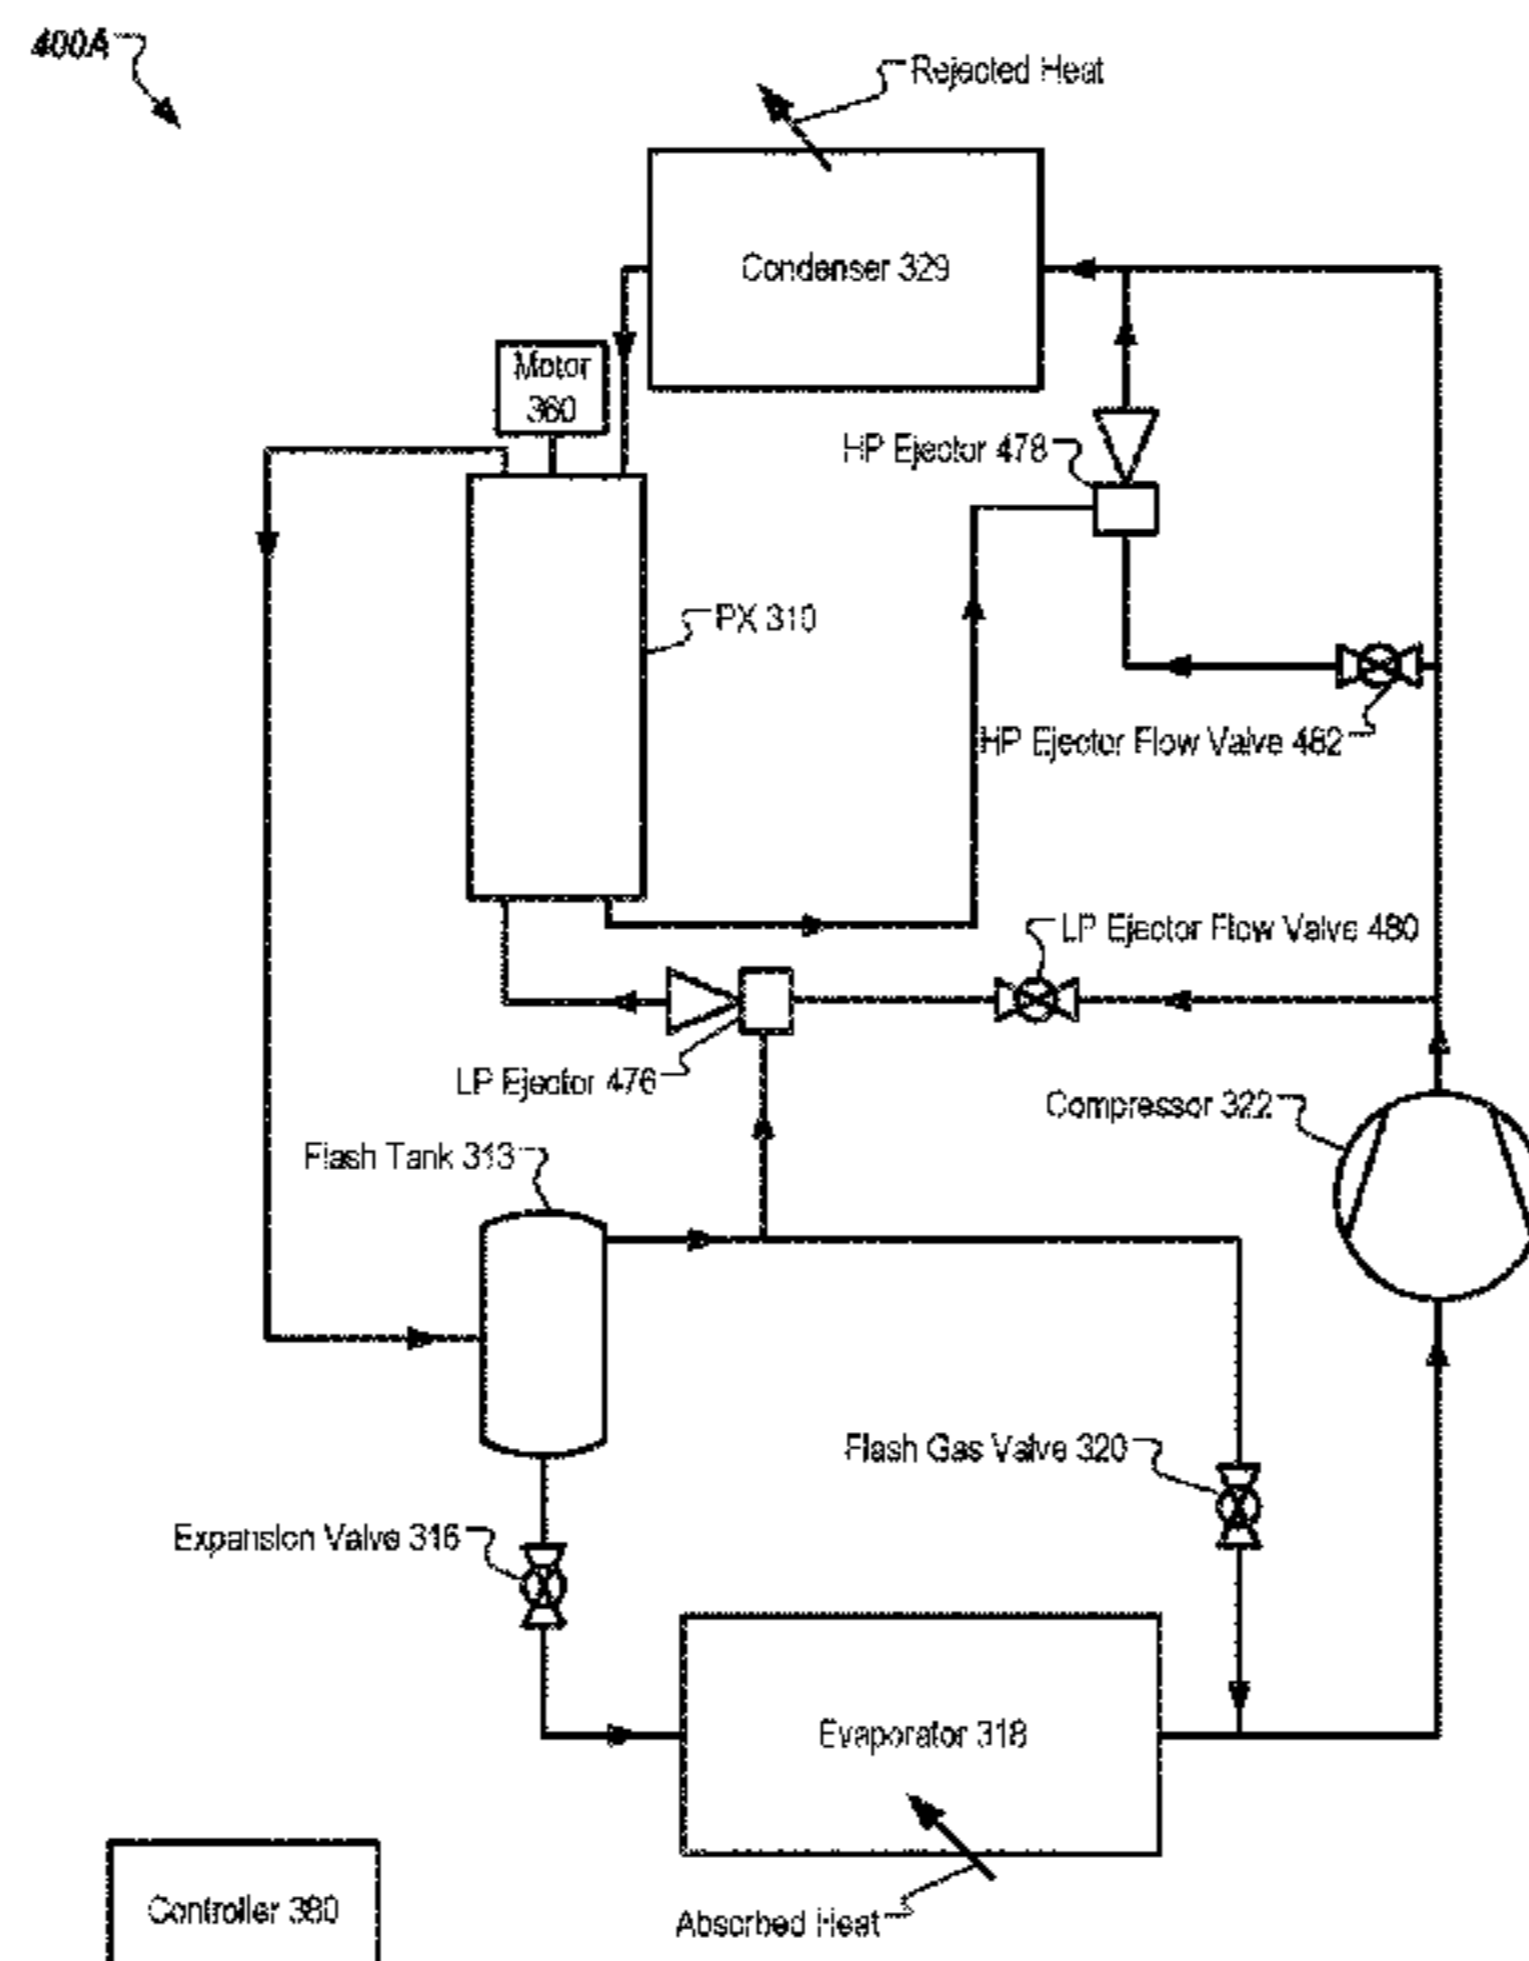 400A
Rejected Heat
Condenser 329
Motor
360
HP Ejector 478
PX 310
HP Ejector Flow Valve 482
LP Ejector Flow Valve 480
LP Ejector 476
Compressor 322
Flash Tank 313
Flash Gas Valve 320
Expansion Valve 316
Evaporator 318
Controller 380
Absorbed Heat